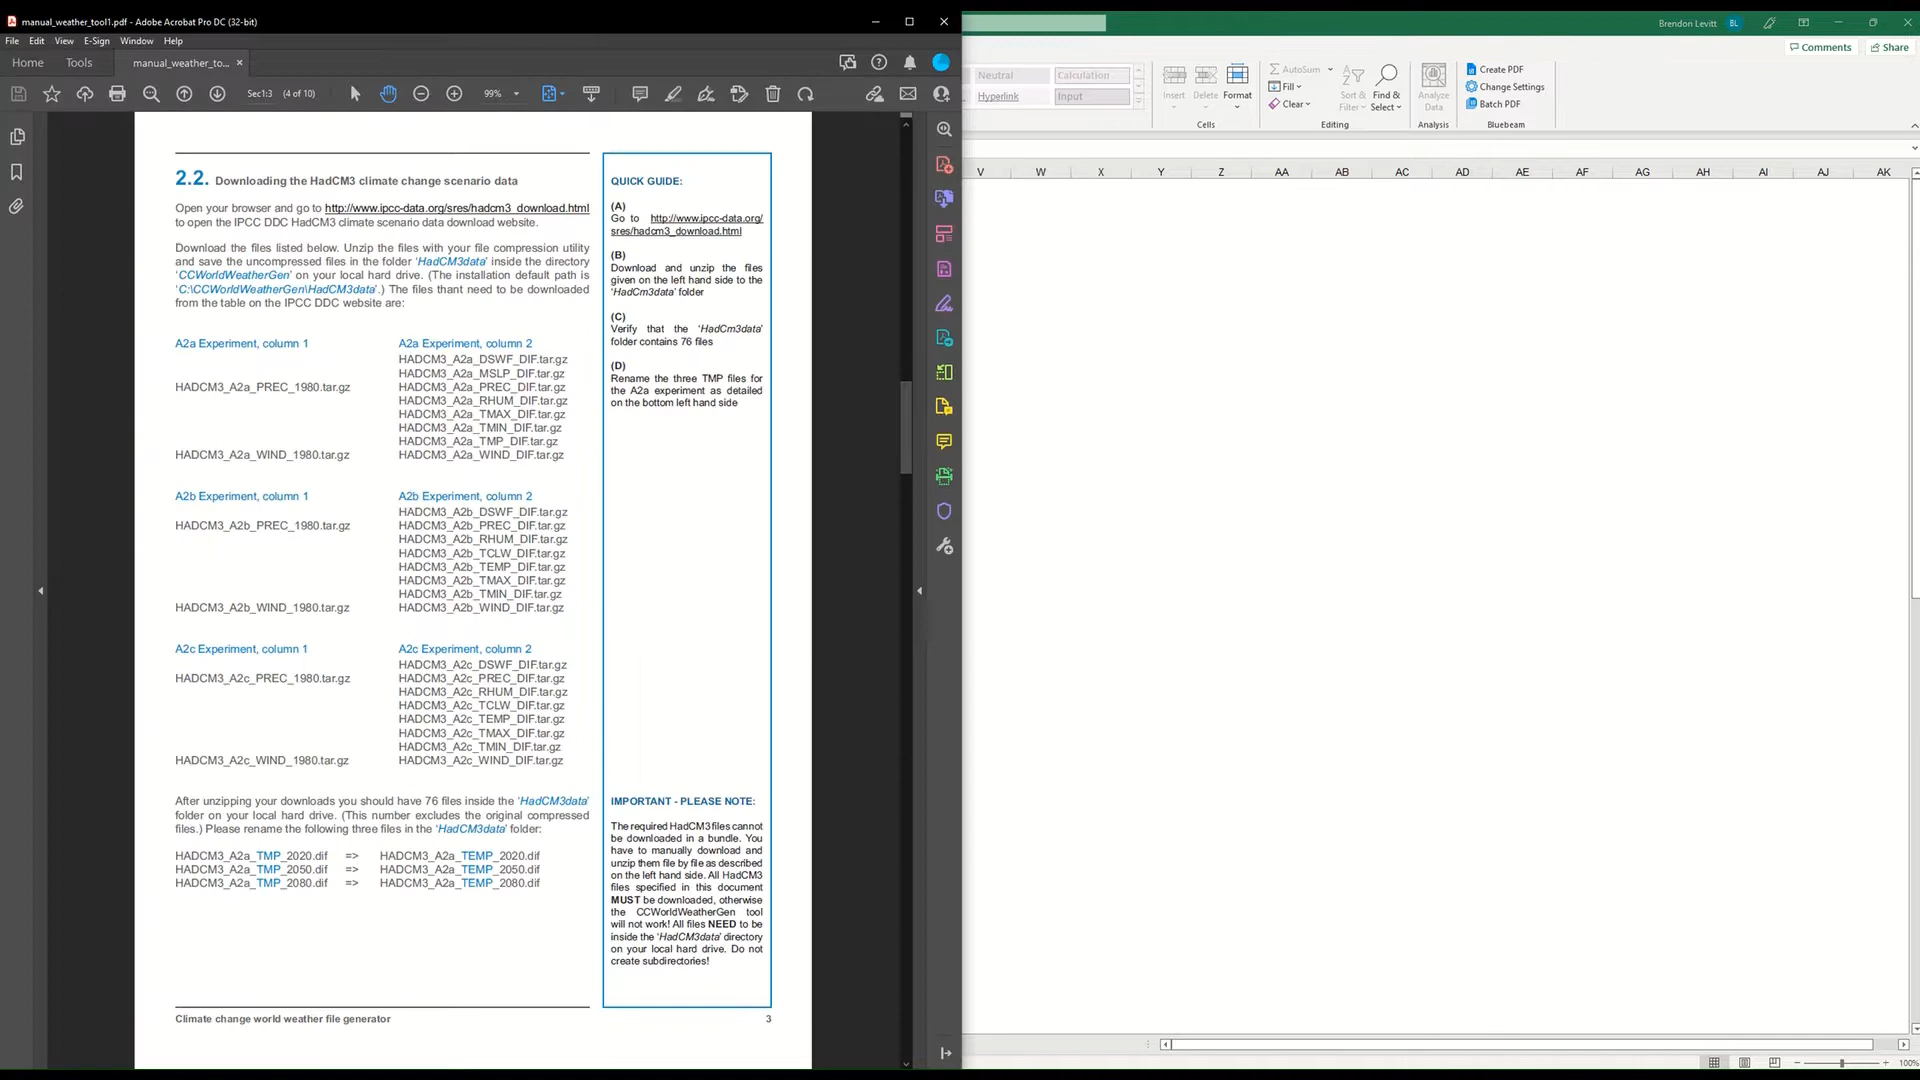 manual_weather_tool1.pdf - Adobe Acrobat Pro DC (32-bit)
File Edit View E-Sign Window Help
Home Tools manual_weather_to... ×
Sec1:3 (4 of 10) 99%
2.2. Downloading the HadCM3 climate change scenario data
Open your browser and go to http://www.ipcc-data.org/sres/hadcm3_download.html
to open the IPCC DDC HadCM3 climate scenario data download website.
Download the files listed below. Unzip the files with your file compression utility
and save the uncompressed files in the folder 'HadCM3data' inside the directory
'CCWorldWeatherGen' on your local hard drive. (The installation default path is
'C:\CCWorldWeatherGen\HadCM3data'.) The files thant need to be downloaded
from the table on the IPCC DDC website are:
A2a Experiment, column 1 A2a Experiment, column 2
HADCM3_A2a_DSWF_DIF.tar.gz
HADCM3_A2a_MSLP_DIF.tar.gz
HADCM3_A2a_PREC_1980.tar.gz HADCM3_A2a_PREC_DIF.tar.gz
HADCM3_A2a_RHUM_DIF.tar.gz
HADCM3_A2a_TMAX_DIF.tar.gz
HADCM3_A2a_TMIN_DIF.tar.gz
HADCM3_A2a_TMP_DIF.tar.gz
HADCM3_A2a_WIND_1980.tar.gz HADCM3_A2a_WIND_DIF.tar.gz
A2b Experiment, column 1 A2b Experiment, column 2
HADCM3_A2b_DSWF_DIF.tar.gz
HADCM3_A2b_PREC_1980.tar.gz HADCM3_A2b_PREC_DIF.tar.gz
HADCM3_A2b_RHUM_DIF.tar.gz
HADCM3_A2b_TCLW_DIF.tar.gz
HADCM3_A2b_TEMP_DIF.tar.gz
HADCM3_A2b_TMAX_DIF.tar.gz
HADCM3_A2b_TMIN_DIF.tar.gz
HADCM3_A2b_WIND_1980.tar.gz HADCM3_A2b_WIND_DIF.tar.gz
A2c Experiment, column 1 A2c Experiment, column 2
HADCM3_A2c_DSWF_DIF.tar.gz
HADCM3_A2c_PREC_1980.tar.gz HADCM3_A2c_PREC_DIF.tar.gz
HADCM3_A2c_RHUM_DIF.tar.gz
HADCM3_A2c_TCLW_DIF.tar.gz
HADCM3_A2c_TEMP_DIF.tar.gz
HADCM3_A2c_TMAX_DIF.tar.gz
HADCM3_A2c_TMIN_DIF.tar.gz
HADCM3_A2c_WIND_1980.tar.gz HADCM3_A2c_WIND_DIF.tar.gz
After unzipping your downloads you should have 76 files inside the 'HadCM3data'
folder on your local hard drive. (This number excludes the original compressed
files.) Please rename the following three files in the 'HadCM3data' folder:
HADCM3_A2a_TMP_2020.dif => HADCM3_A2a_TEMP_2020.dif
HADCM3_A2a_TMP_2050.dif => HADCM3_A2a_TEMP_2050.dif
HADCM3_A2a_TMP_2080.dif => HADCM3_A2a_TEMP_2080.dif
QUICK GUIDE:
(A)
Go to http://www.ipcc-data.org/
sres/hadcm3_download.html
(B)
Download and unzip the files
given on the left hand side to the
'HadCm3data' folder
(C)
Verify that the 'HadCm3data'
folder contains 76 files
(D)
Rename the three TMP files for
the A2a experiment as detailed
on the bottom left hand side
IMPORTANT - PLEASE NOTE:
The required HadCM3 files cannot
be downloaded in a bundle. You
have to manually download and
unzip them file by file as described
on the left hand side. All HadCM3
files specified in this document
MUST be downloaded, otherwise
the CCWorldWeatherGen tool
will not work! All files NEED to be
inside the 'HadCM3data' directory
on your local hard drive. Do not
create subdirectories!
Climate change world weather file generator 3
Brendon Levitt BL
Comments Share
Neutral Calculation
Hyperlink Input
Insert Delete Format
Cells
AutoSum
Fill
Clear
Sort & Filter
Find & Select
Editing
Analyze Data
Analysis
Create PDF
Change Settings
Batch PDF
Bluebeam
V W X Y Z AA AB AC AD AE AF AG AH AI AJ AK
100%